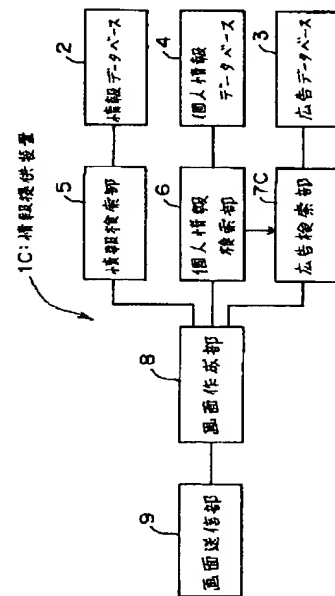 1C:情報提供装置
2
情報データベース
4
個人情報
データベース
3
広告データベース
5
情報検索部
6
個人情報
検索部
7C
広告検索部
8
画面作成部
9
画面送信部